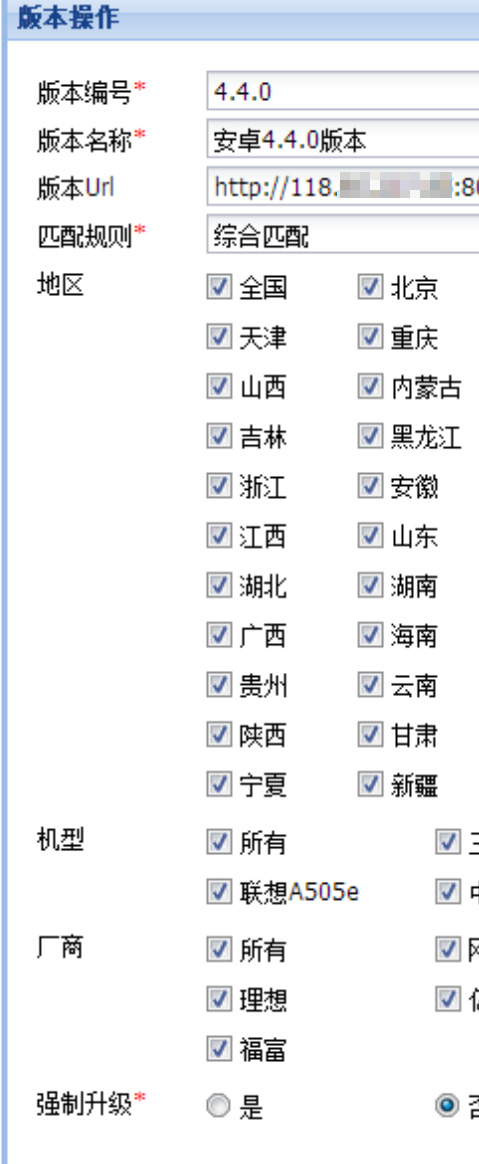 版本操作
版本编号* 4.4.0
版本名称* 安卓4.4.0版本
版本Url http://118. :8
匹配规则* 综合匹配
地区 全国 北京
天津 重庆
山西 内蒙古
吉林 黑龙江
浙江 安徽
江西 山东
湖北 湖南
广西 海南
贵州 云南
陕西 甘肃
宁夏 新疆
机型 所有
联想A505e
厂商 所有
理想
福富
强制升级* 是